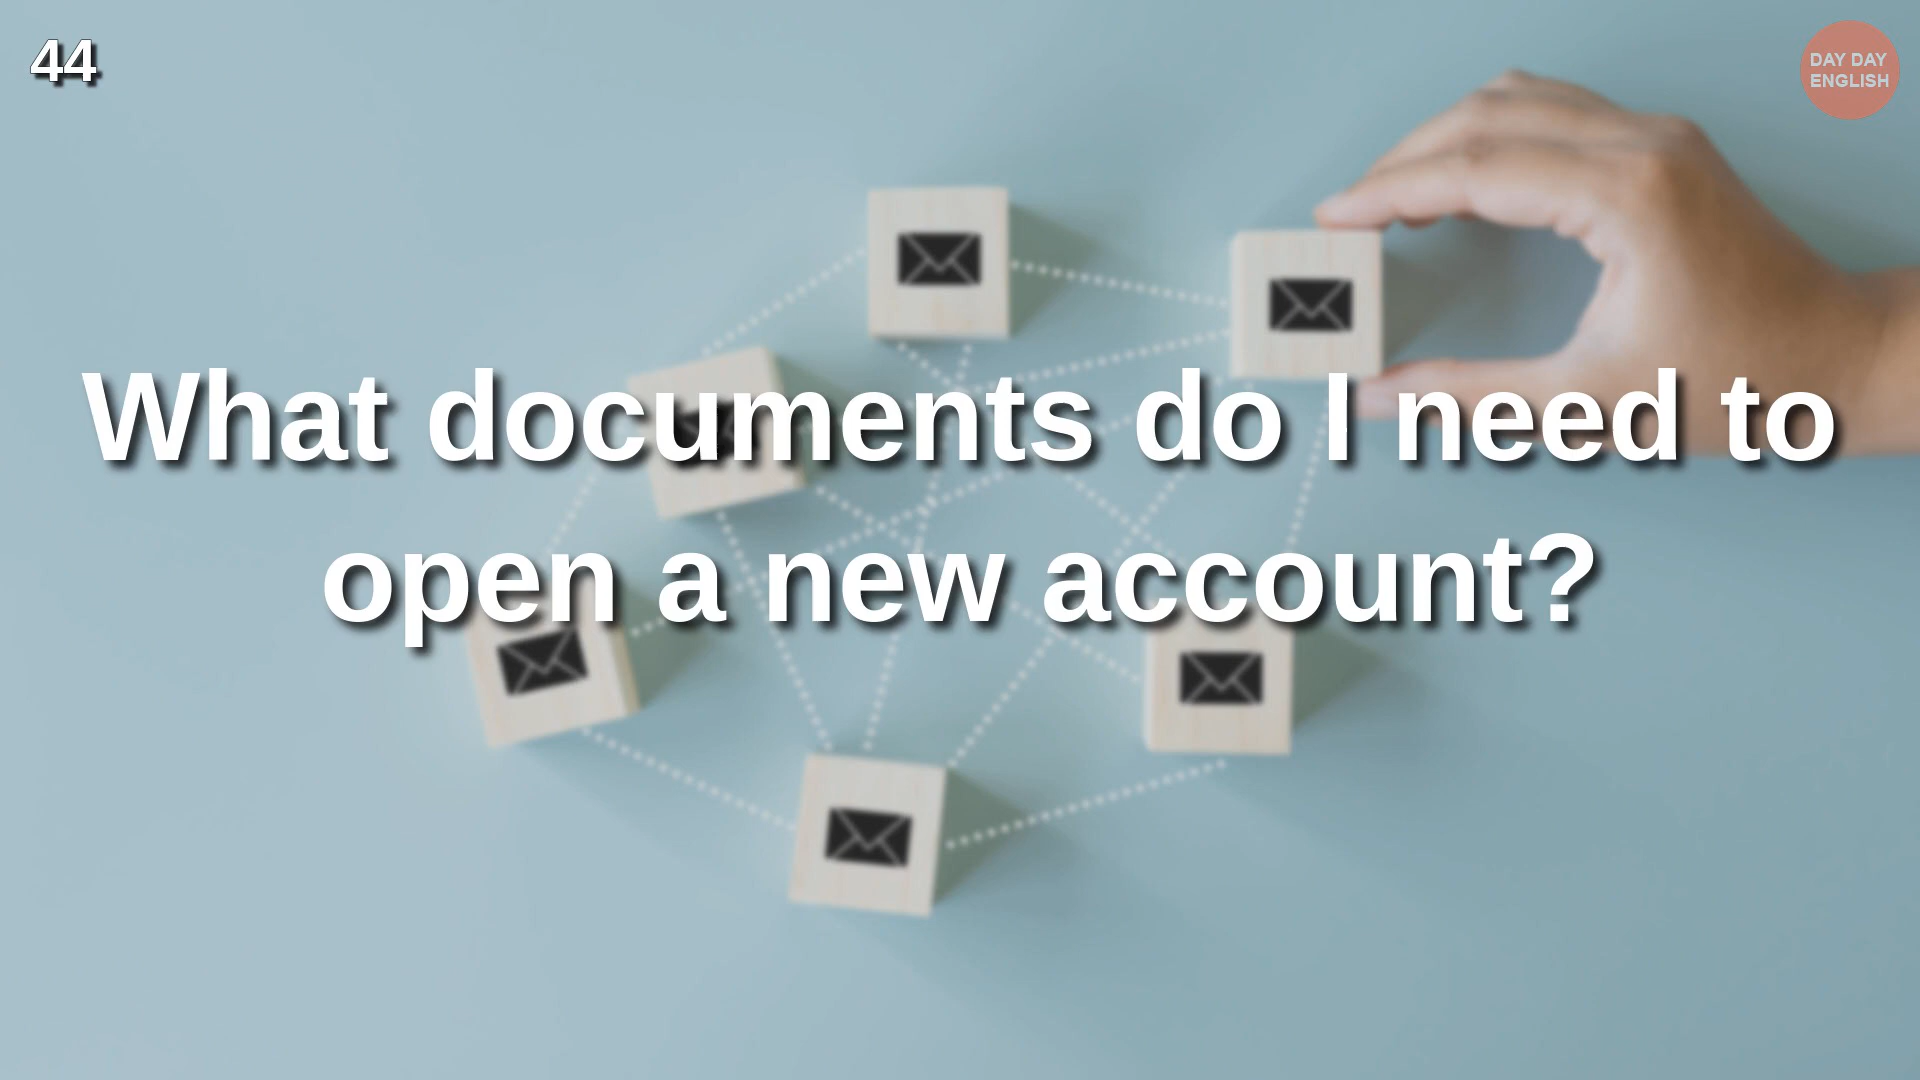 44
DAY DAY
ENGLISH
What documents do I need to
open a new account?